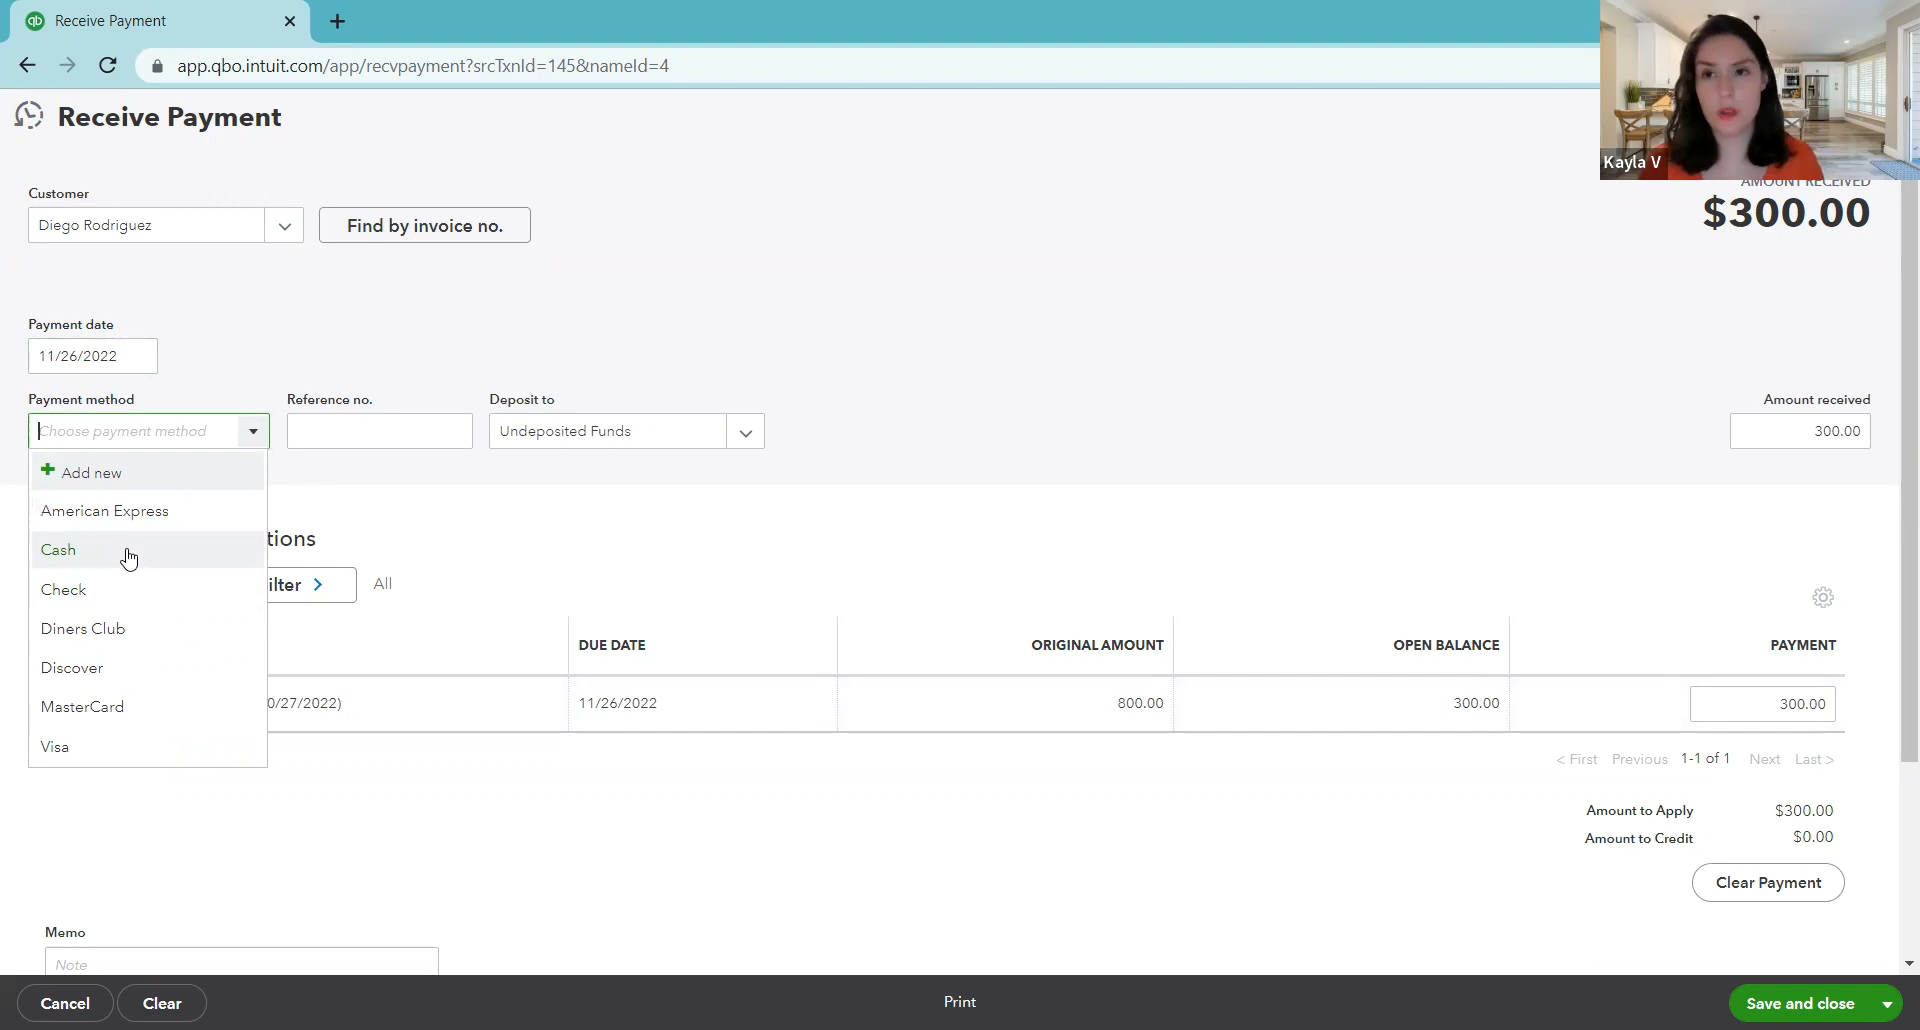 Receive Payment
app.qbo.intuit.com/app/recvpayment?srcTxnId=145&nameId=4
Receive Payment
Kayla V
AMOUNT RECEIVED
$300.00
Customer
Diego Rodriguez
Find by invoice no.
Payment date
11/26/2022
Payment method Reference no. Deposit to Amount received
Choose payment method Undeposited Funds 300.00
Add new
American Express
Cash
Check
Diners Club
Discover
MasterCard
Visa
tions
ilter > All
DUE DATE ORIGINAL AMOUNT OPEN BALANCE PAYMENT
0/27/2022) 11/26/2022 800.00 300.00 300.00
< First Previous 1-1 of 1 Next Last >
Amount to Apply $300.00
Amount to Credit $0.00
Clear Payment
Memo
Note
Cancel Clear Print Save and close